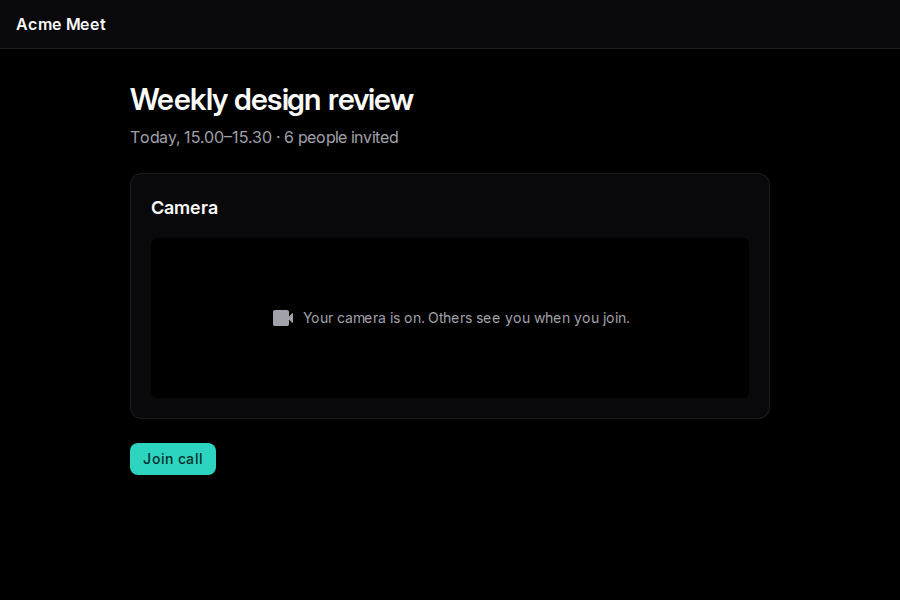 Acme Meet
Weekly design review
Today, 15.00–15.30 · 6 people invited
Camera
Your camera is on. Others see you when you join.
Join call